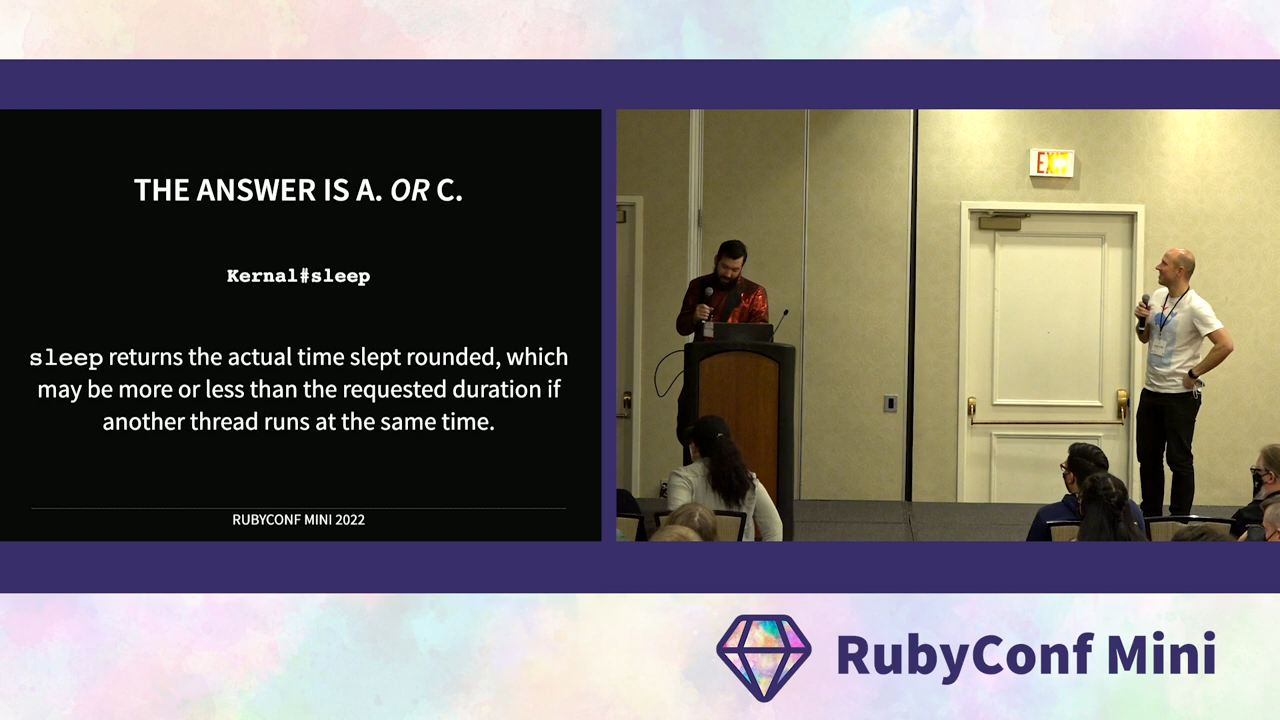 THE ANSWER IS A. OR C.
Kernal#sleep
sleep returns the actual time slept rounded, which
may be more or less than the requested duration if
another thread runs at the same time.
RUBYCONF MINI 2022
EXIT
RubyConf Mini